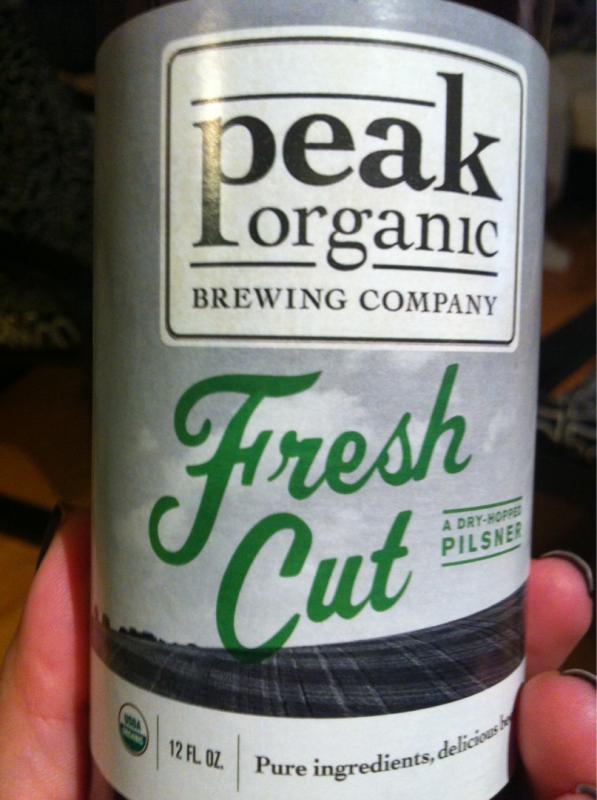 peak
organic
BREWING COMPANY
Fresh
Cut
A DRY-HOPPED
PILSNER
USDA
ORGANIC
12 FL. OZ.
Pure ingredients, delicious